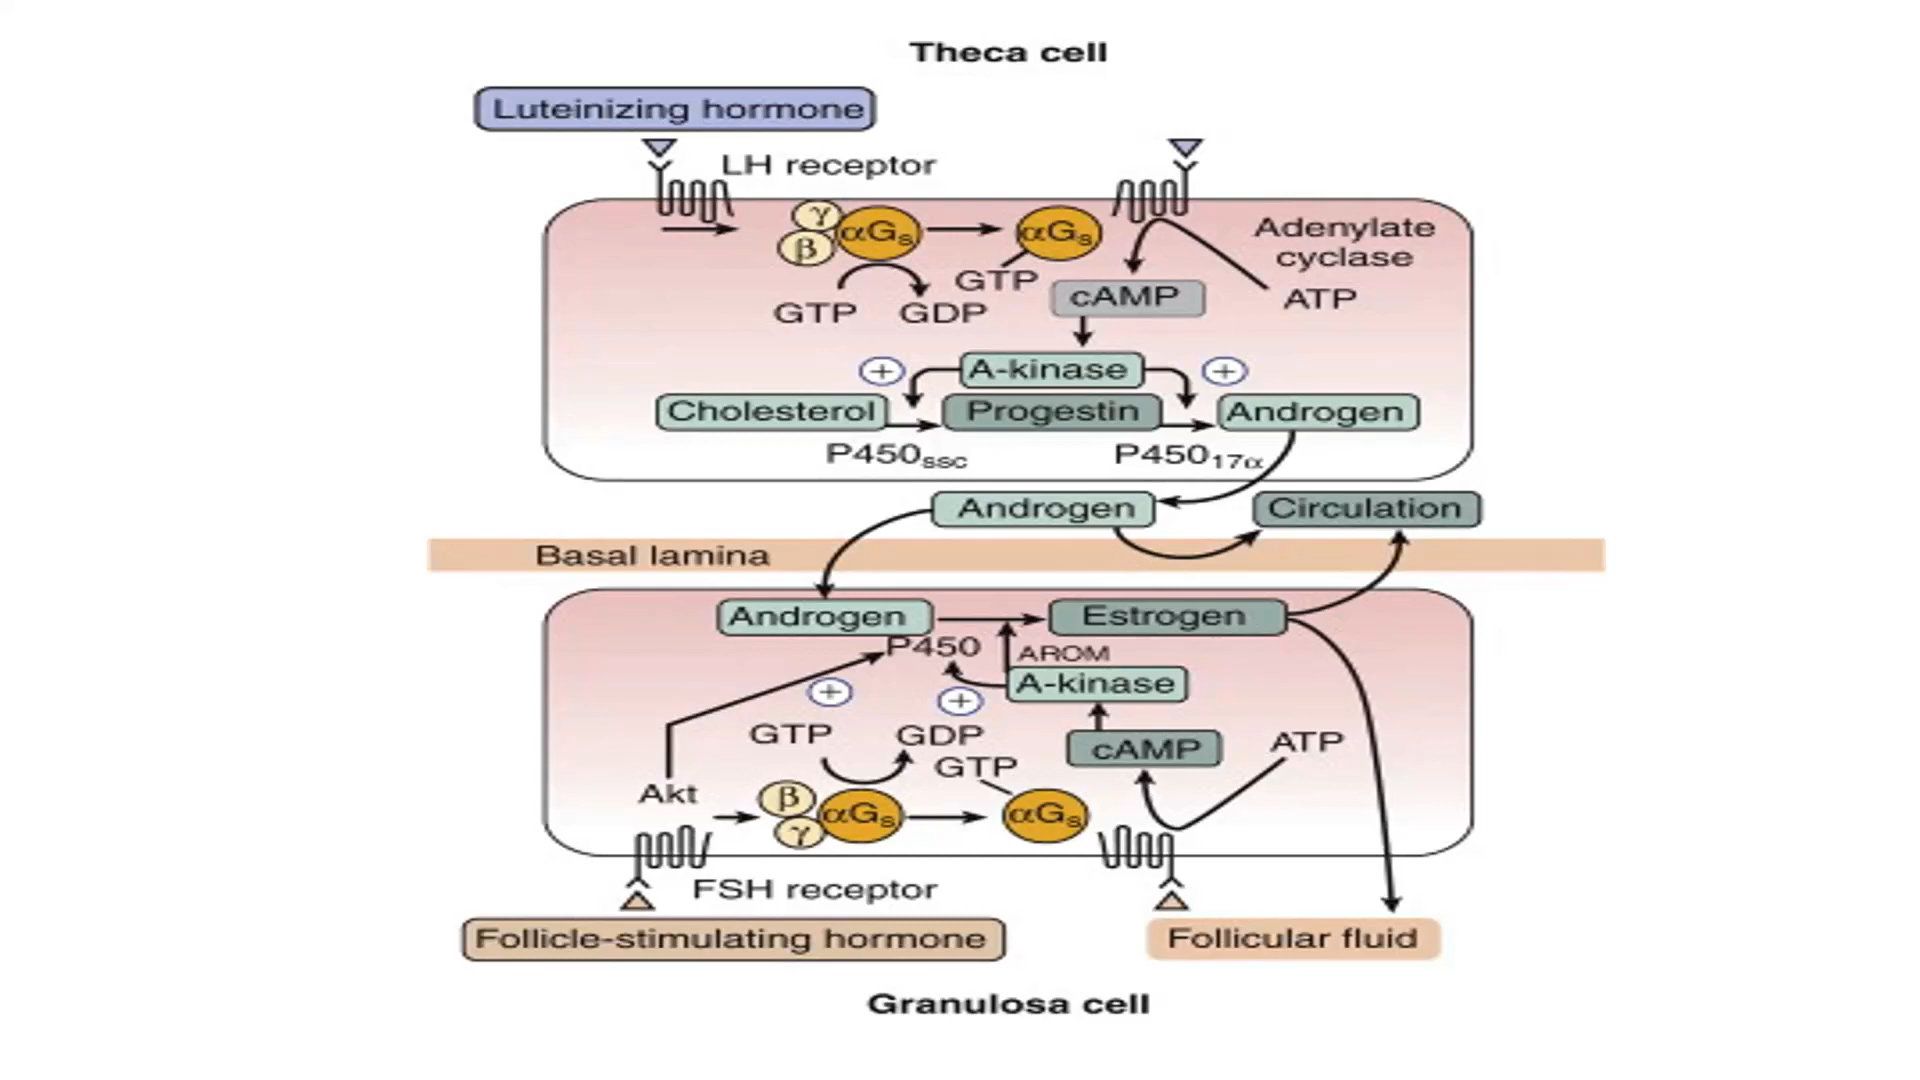 Theca cell
Luteinizing hormone
LH receptor
γ
β
αGs
αGs
Adenylate
cyclase
GTP
GTP
GDP
cAMP
ATP
+
A-kinase
+
Cholesterol
Progestin
Androgen
P450ssc
P45017α
Androgen
Circulation
Basal lamina
Androgen
Estrogen
P450
AROM
A-kinase
+
+
GTP
GDP
cAMP
ATP
GTP
Akt
β
γ
αGs
αGs
FSH receptor
Follicle-stimulating hormone
Follicular fluid
Granulosa cell